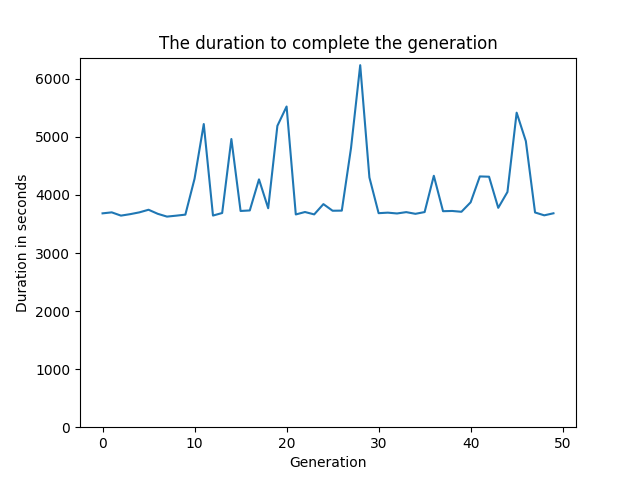 The duration to complete the generation
6000
5000
4000
3000
2000
1000
0
Duration in seconds
0 10 20 30 40 50
Generation